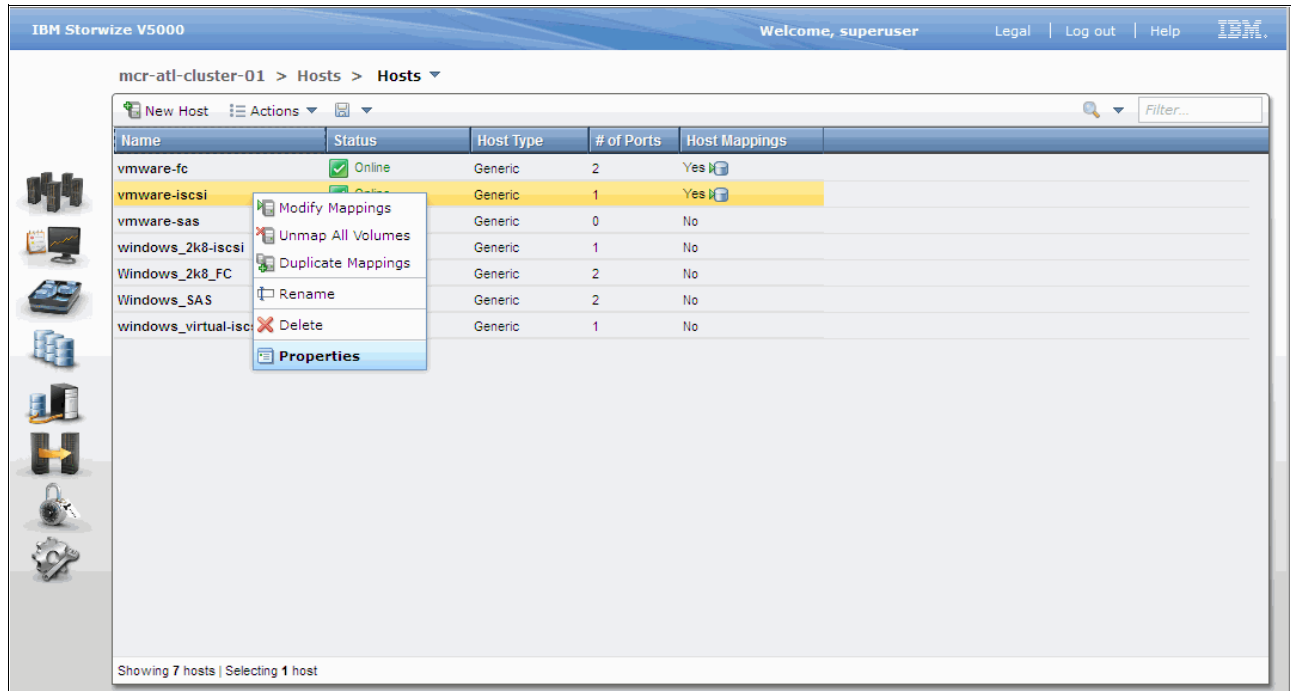 IBM Storwize V5000 Welcome, superuser Legal | Log out | Help IBM.
mcr-atl-cluster-01 > Hosts > Hosts
New Host Actions Filter...
Name Status Host Type # of Ports Host Mappings
vmware-fc Online Generic 2 Yes
vmware-iscsi Online Generic 1 Yes
vmware-sas Generic 0 No
windows_2k8-iscsi Generic 1 No
Windows_2k8_FC Generic 2 No
Windows_SAS Generic 2 No
windows_virtual-isc Generic 1 No
Modify Mappings
Unmap All Volumes
Duplicate Mappings
Rename
Delete
Properties
Showing 7 hosts | Selecting 1 host